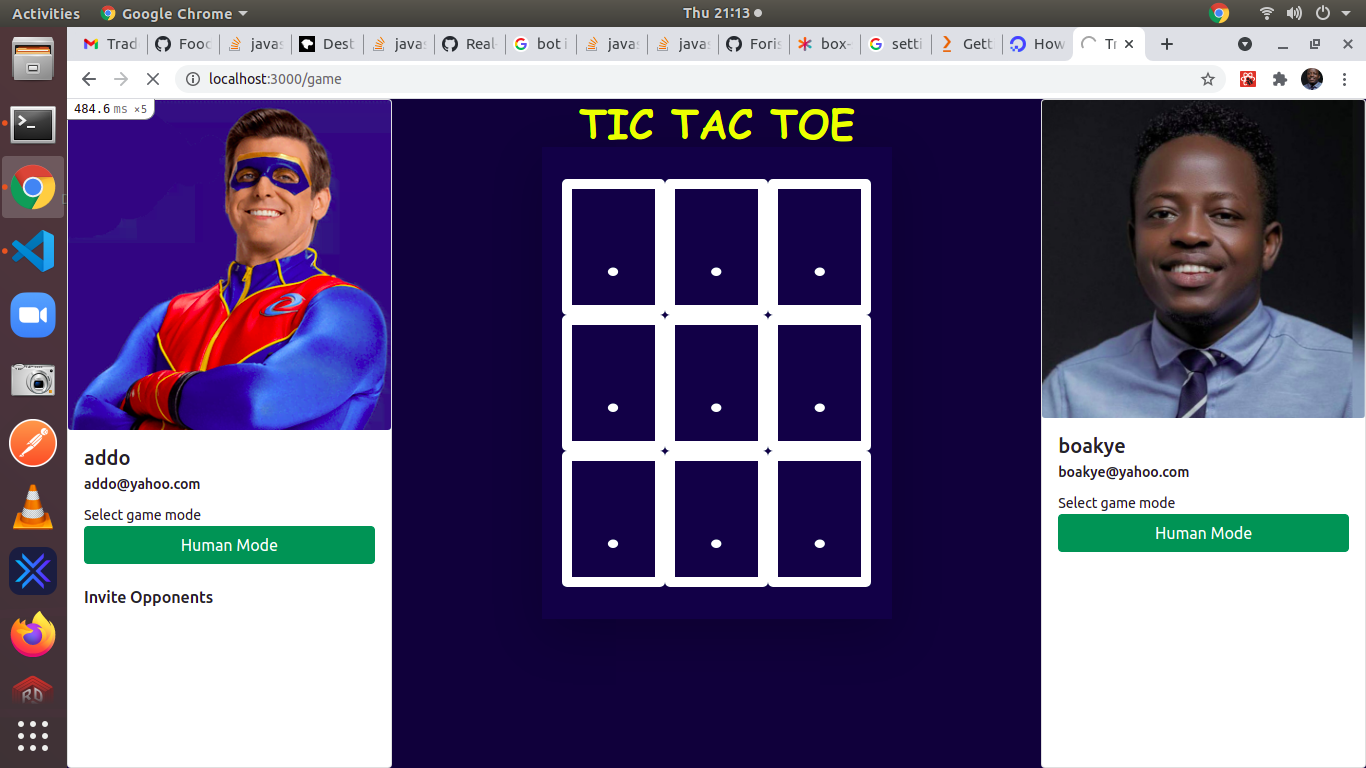 Activities Google Chrome Thu 21:13
Trad Food javas Dest javas Real- bot i javas javas Foris box- setti Gett How Tr
localhost:3000/game
484.6 ms ×5
TIC TAC TOE
. . .
. . .
. . .
addo
addo@yahoo.com
Select game mode
Human Mode
Invite Opponents
boakye
boakye@yahoo.com
Select game mode
Human Mode
RD